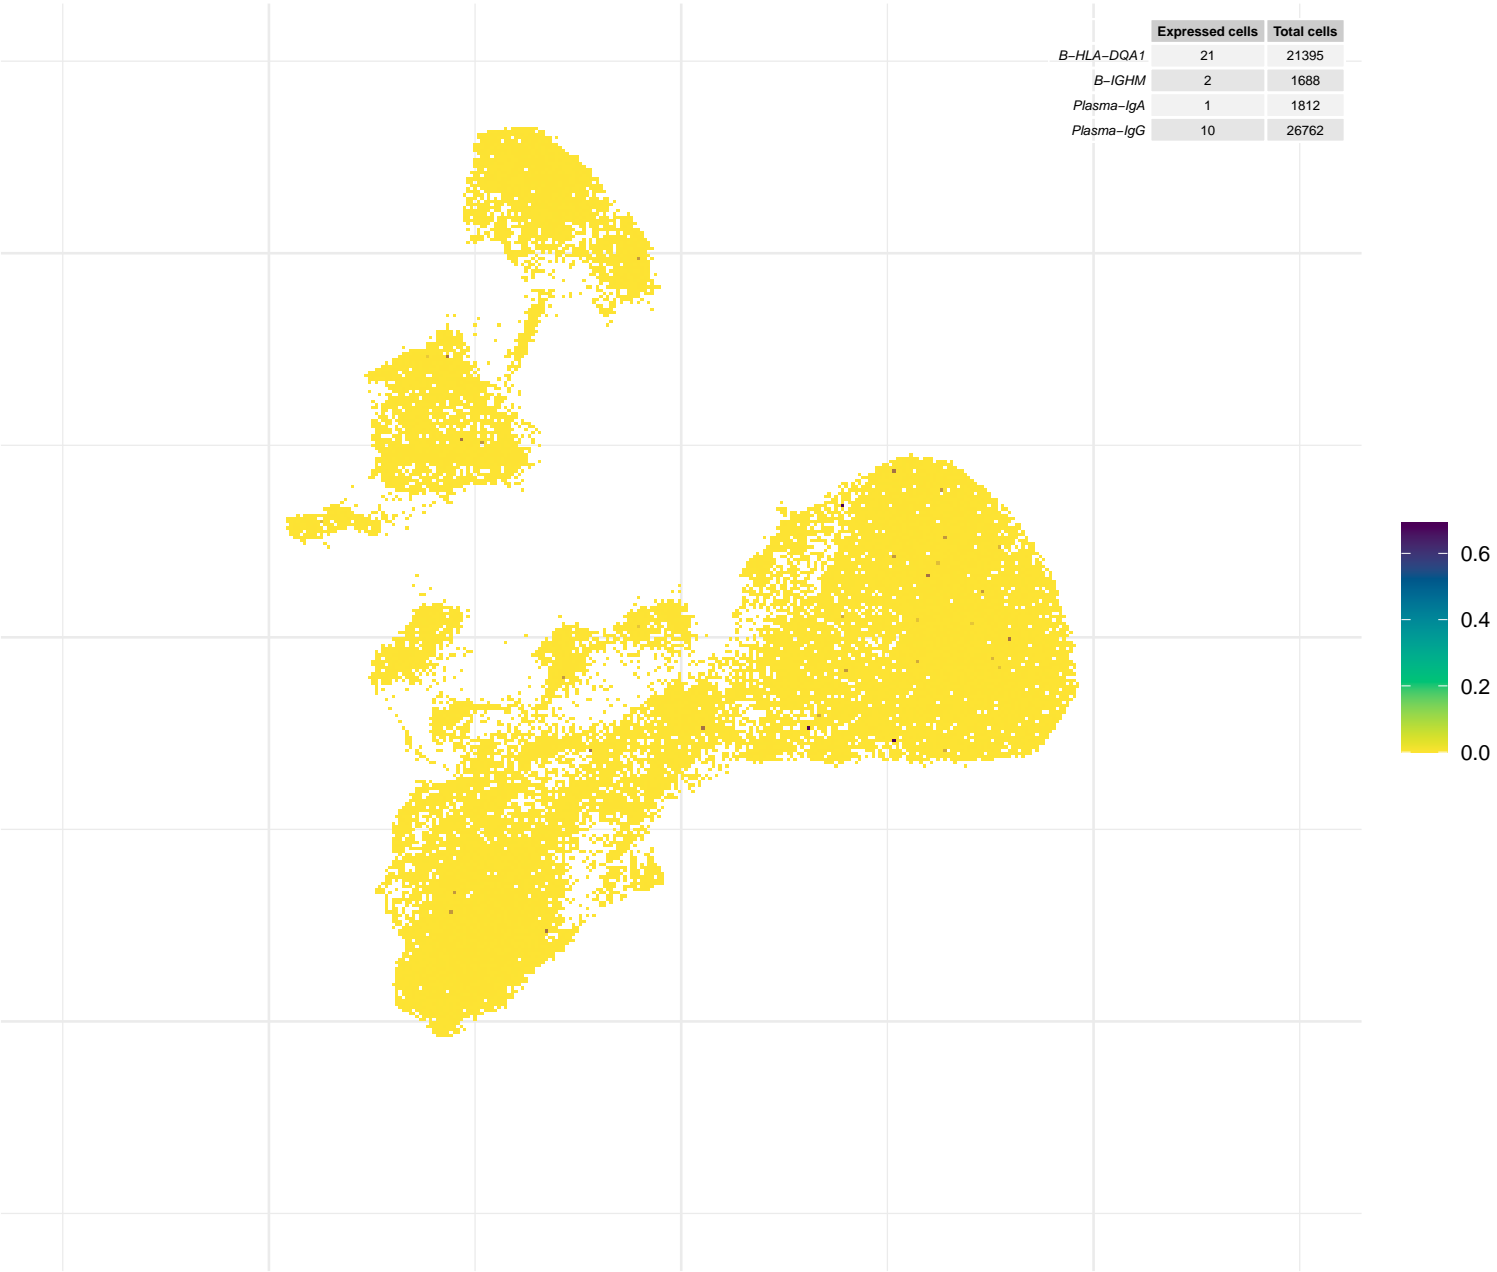 Expressed cells Total cells
B−HLA−DQA1 21 21395
B−IGHM 2 1688
Plasma−IgA 1 1812
Plasma−IgG 10 26762
0.6
0.4
0.2
0.0